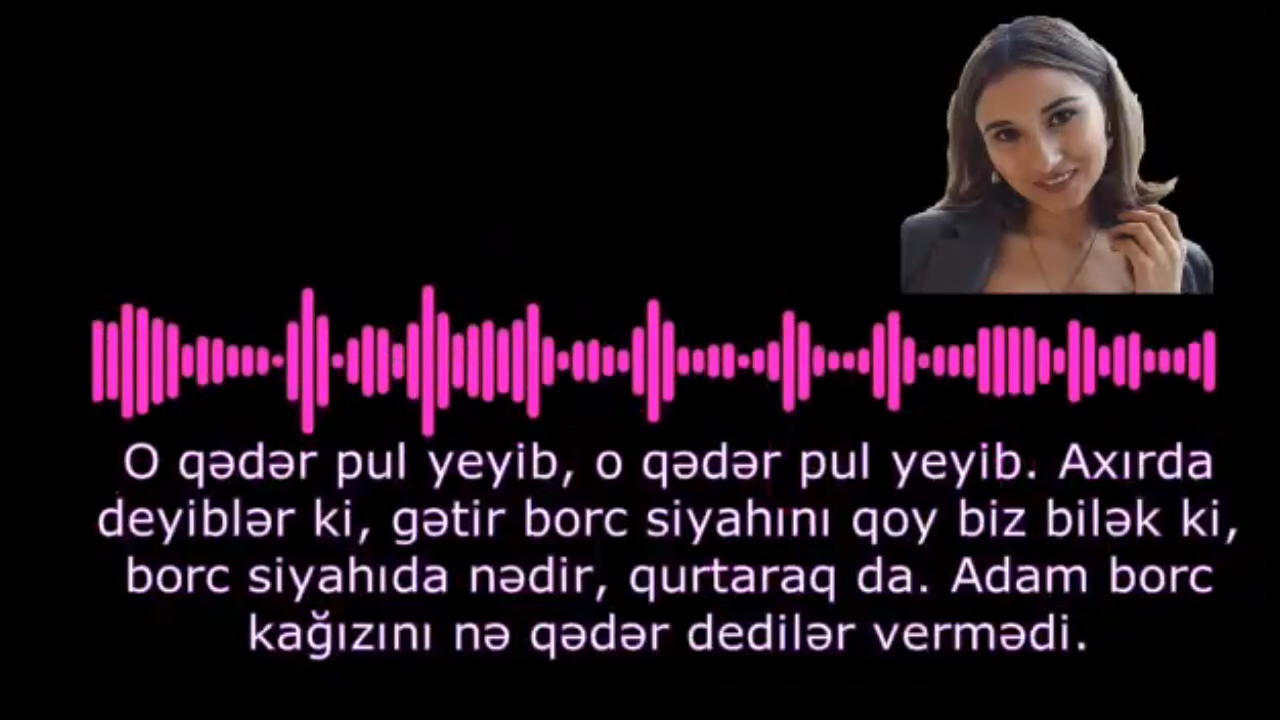 O qədər pul yeyib, o qədər pul yeyib. Axırda
deyiblər ki, gətir borc siyahını qoy biz bilək ki,
borc siyahıda nədir, qurtaraq da. Adam borc
kağızını nə qədər dedilər vermədi.